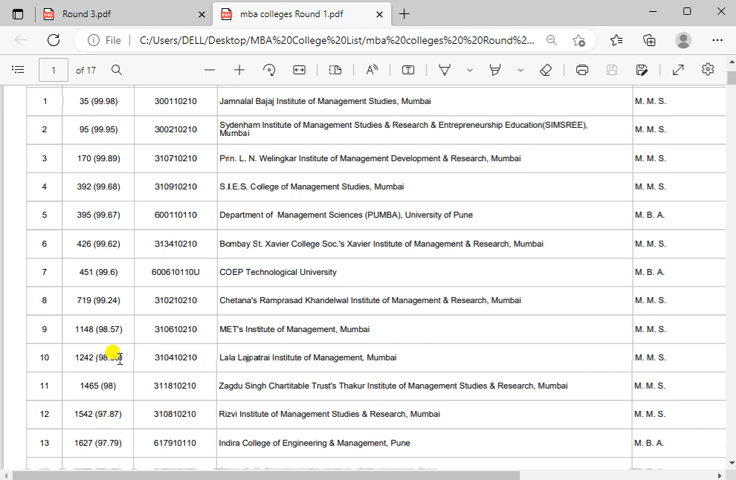 Round 3.pdf
mba colleges Round 1.pdf
File
C:/Users/DELL/Desktop/MBA%20College%20List/mba%20colleges%20%20Round%2...
1 of 17
1 35 (99.98) 300110210 Jamnalal Bajaj Institute of Management Studies, Mumbai M. M. S.
2 95 (99.95) 300210210 Sydenham Institute of Management Studies & Research & Entrepreneurship Education(SIMSREE),
Mumbai M. M. S.
3 170 (99.89) 310710210 Prin. L. N. Welingkar Institute of Management Development & Research, Mumbai M. M. S.
4 392 (99.68) 310910210 S.I.E.S. College of Management Studies, Mumbai M. M. S.
5 395 (99.67) 600110110 Department of Management Sciences (PUMBA), University of Pune M. B. A.
6 426 (99.62) 313410210 Bombay St. Xavier College Soc.'s Xavier Institute of Management & Research, Mumbai M. M. S.
7 451 (99.6) 600610110U COEP Technological University M. B. A.
8 719 (99.24) 310210210 Chetana's Ramprasad Khandelwal Institute of Management & Research, Mumbai M. M. S.
9 1148 (98.57) 310610210 MET's Institute of Management, Mumbai M. M. S.
10 1242 310410210 Lala Lajpatrai Institute of Management, Mumbai M. M. S.
11 1465 (98) 311810210 Zagdu Singh Chartitable Trust's Thakur Institute of Management Studies & Research, Mumbai M. M. S.
12 1542 (97.87) 310810210 Rizvi Institute of Management Studies & Research, Mumbai M. M. S.
13 1627 (97.79) 617910110 Indira College of Engineering & Management, Pune M. B. A.